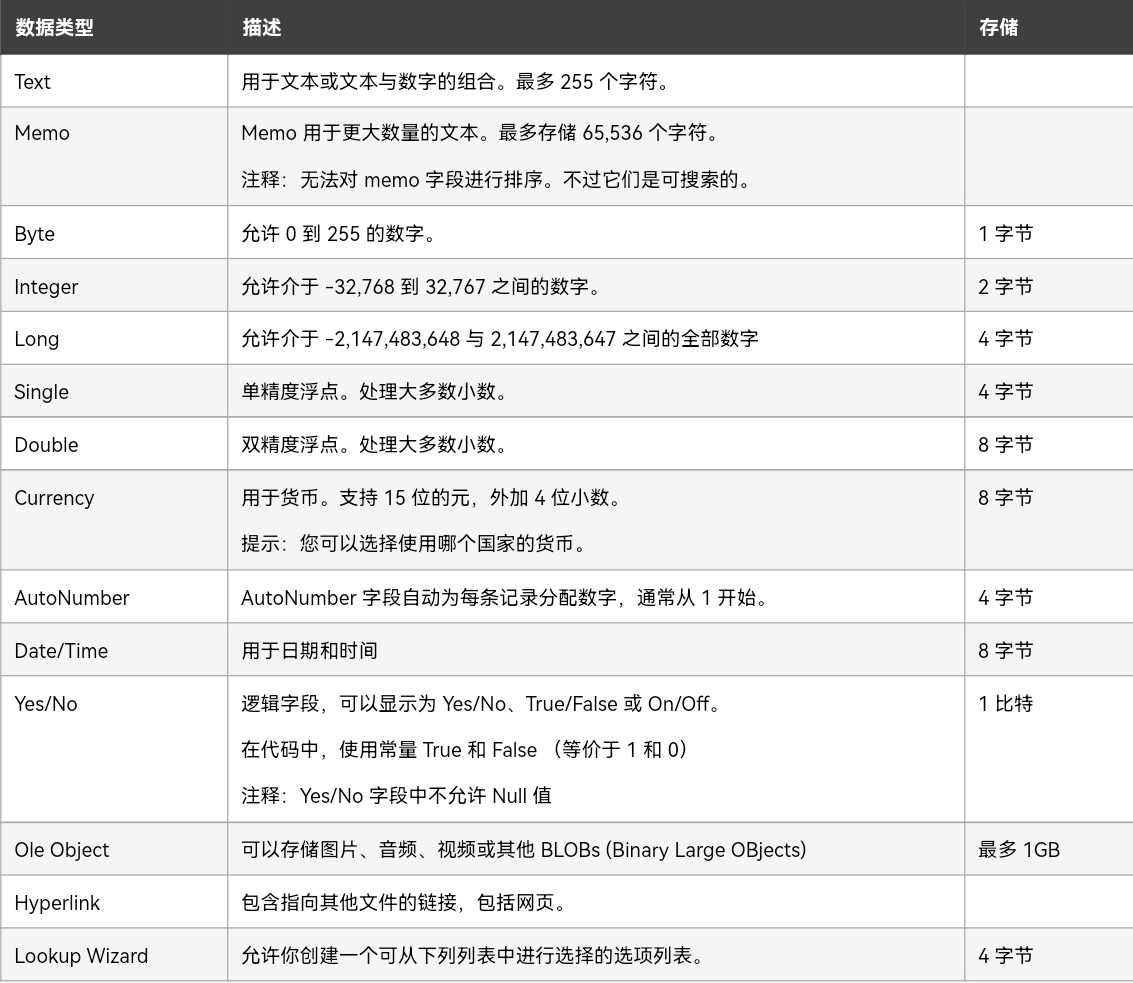 数据类型 描述 存储
Text 用于文本或文本与数字的组合。最多 255 个字符。
Memo Memo 用于更大数量的文本。最多存储 65,536 个字符。
注释：无法对 memo 字段进行排序。不过它们是可搜索的。
Byte 允许 0 到 255 的数字。 1 字节
Integer 允许介于 -32,768 到 32,767 之间的数字。 2 字节
Long 允许介于 -2,147,483,648 与 2,147,483,647 之间的全部数字 4 字节
Single 单精度浮点。处理大多数小数。 4 字节
Double 双精度浮点。处理大多数小数。 8 字节
Currency 用于货币。支持 15 位的元，外加 4 位小数。 8 字节
提示：您可以选择使用哪个国家的货币。
AutoNumber AutoNumber 字段自动为每条记录分配数字，通常从 1 开始。 4 字节
Date/Time 用于日期和时间 8 字节
Yes/No 逻辑字段，可以显示为 Yes/No、True/False 或 On/Off。 1 比特
在代码中，使用常量 True 和 False （等价于 1 和 0）
注释：Yes/No 字段中不允许 Null 值
Ole Object 可以存储图片、音频、视频或其他 BLOBs (Binary Large OBjects) 最多 1GB
Hyperlink 包含指向其他文件的链接，包括网页。
Lookup Wizard 允许你创建一个可从下列列表中进行选择的选项列表。 4 字节